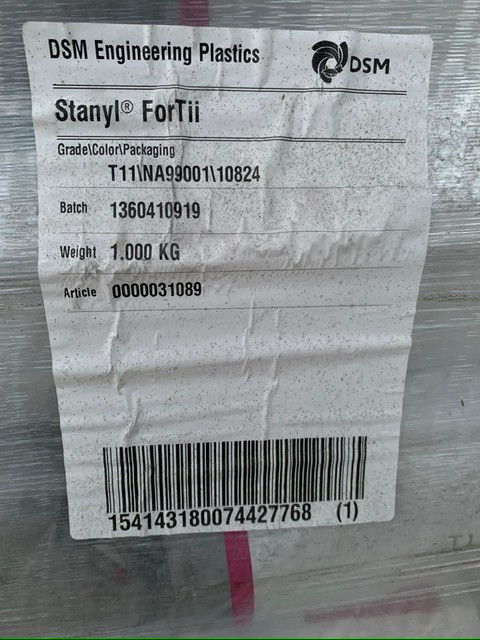 DSM Engineering Plastics
DSM
Stanyl® ForTii
Grade\Color\Packaging
T11\NA99001\10824
Batch 1360410919
Weight 1.000 KG
Article 0000031089
154143180074427768 (1)